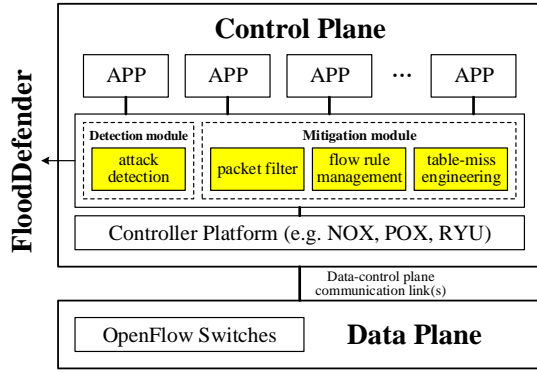 Control Plane
APP
APP
APP
...
APP
FloodDefender
Detection module
attack
detection
Mitigation module
packet filter
flow rule
management
table-miss
engineering
Controller Platform (e.g. NOX, POX, RYU)
Data-control plane
communication link(s)
OpenFlow Switches
Data Plane